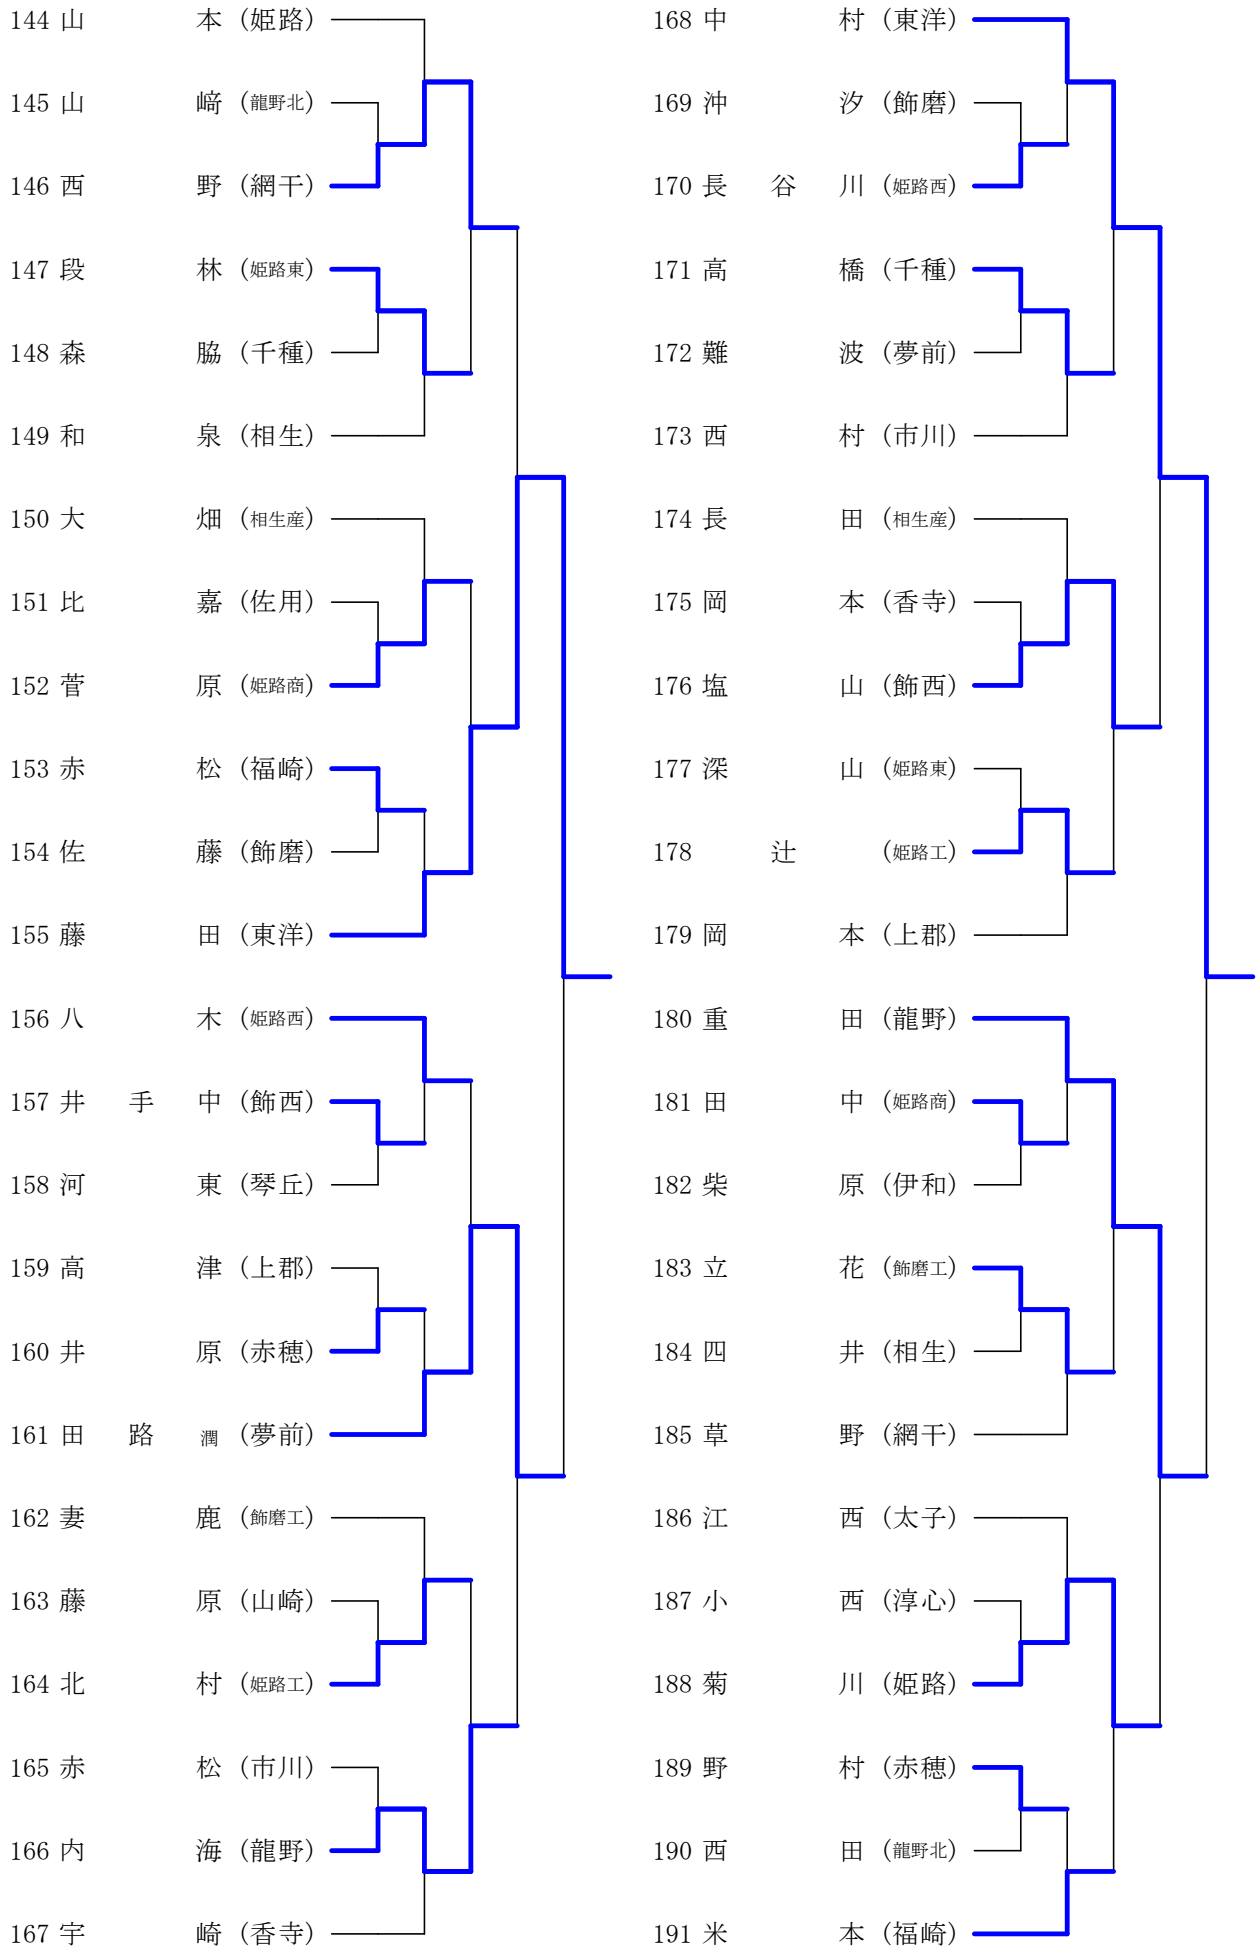 144 山本 (姫路)
145 山﨑 (龍野北)
146 西野 (網干)
147 段林 (姫路東)
148 森脇 (千種)
149 和泉 (相生)
150 大畑 (相生産)
151 比嘉 (佐用)
152 菅原 (姫路商)
153 赤松 (福崎)
154 佐藤 (飾磨)
155 藤田 (東洋)
156 八木 (姫路西)
157 井手中 (飾西)
158 河東 (琴丘)
159 高津 (上郡)
160 井原 (赤穂)
161 田路潤 (夢前)
162 妻鹿 (飾磨工)
163 藤原 (山崎)
164 北村 (姫路工)
165 赤松 (市川)
166 内海 (龍野)
167 宇崎 (香寺)
168 中村 (東洋)
169 沖汐 (飾磨)
170 長谷川 (姫路西)
171 高橋 (千種)
172 難波 (夢前)
173 西村 (市川)
174 長田 (相生産)
175 岡本 (香寺)
176 塩山 (飾西)
177 深山 (姫路東)
178 辻 (姫路工)
179 岡本 (上郡)
180 重田 (龍野)
181 田中 (姫路商)
182 柴原 (伊和)
183 立花 (飾磨工)
184 四井 (相生)
185 草野 (網干)
186 江西 (太子)
187 小西 (淳心)
188 菊川 (姫路)
189 野村 (赤穂)
190 西田 (龍野北)
191 米本 (福崎)